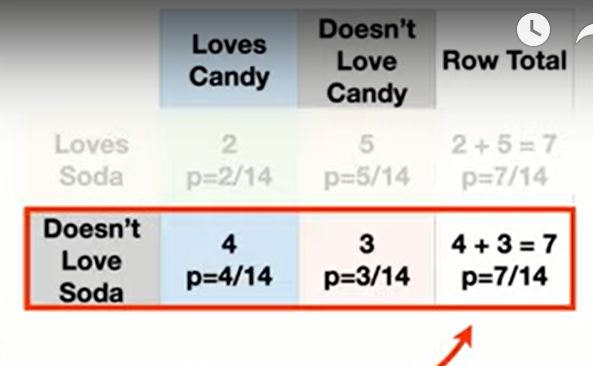 Loves
Candy
Doesn't
Love
Candy
Row Total
Loves
Soda
2
p=2/14
5
p=5/14
2 + 5 = 7
p=7/14
Doesn't
Love
Soda
4
p=4/14
3
p=3/14
4 + 3 = 7
p=7/14